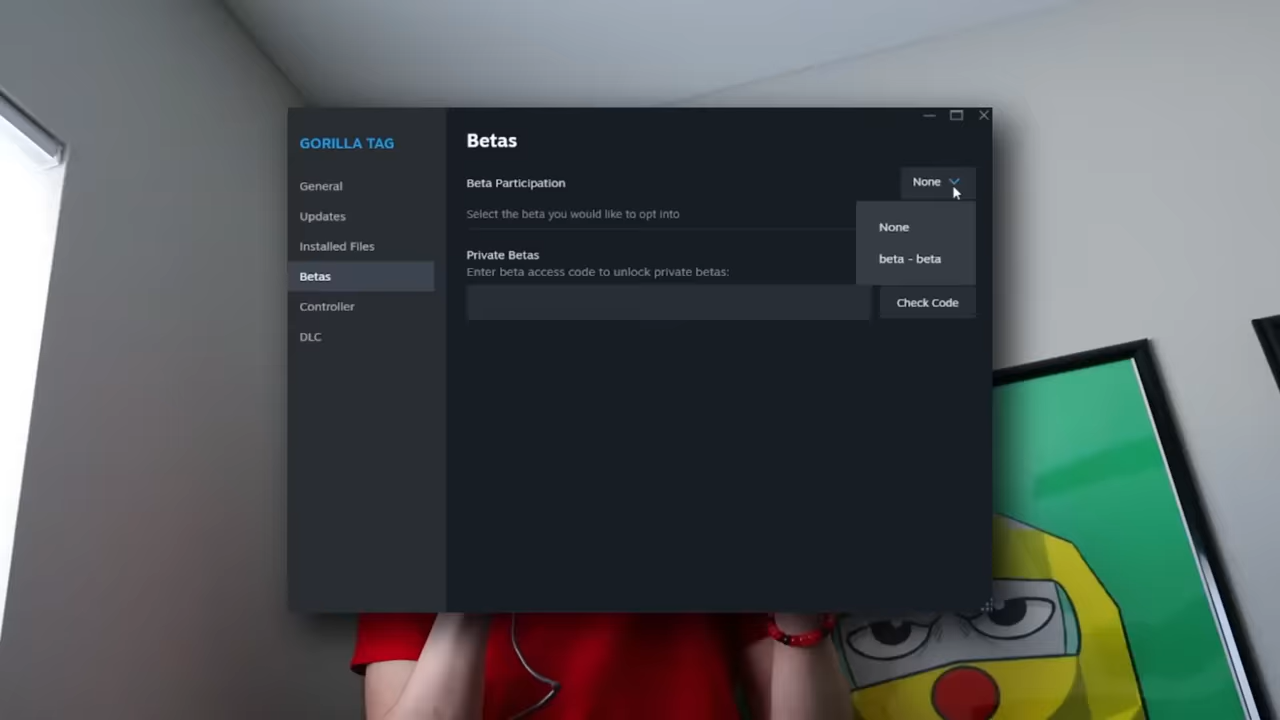 GORILLA TAG
General
Updates
Installed Files
Betas
Controller
DLC
Betas
Beta Participation
None
Select the beta you would like to opt into
None
beta - beta
Private Betas
Enter beta access code to unlock private betas:
Check Code